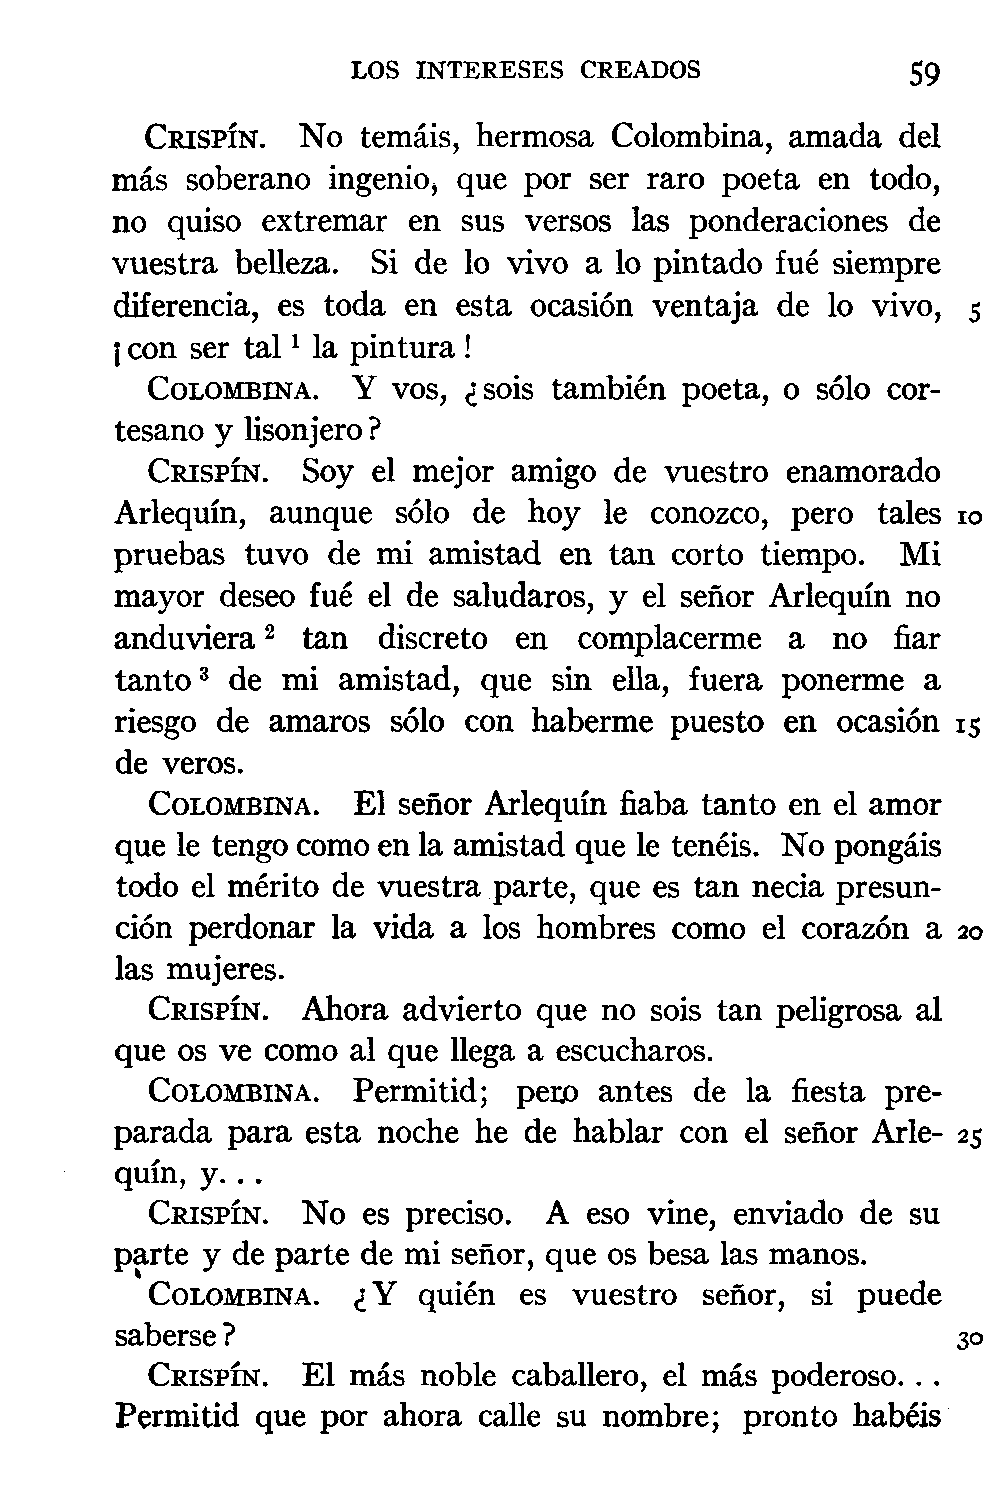 LOS INTERESES CREADOS 59
CRISPÍN. No temáis, hermosa Colombina, amada del
más soberano ingenio, que por ser raro poeta en todo,
no quiso extremar en sus versos las ponderaciones de
vuestra belleza. Si de lo vivo a lo pintado fué siempre
diferencia, es toda en esta ocasión ventaja de lo vivo, 5
¡con ser tal ¹ la pintura!
COLOMBINA. Y vos, ¿sois también poeta, o sólo cor-
tesano y lisonjero?
CRISPÍN. Soy el mejor amigo de vuestro enamorado
Arlequín, aunque sólo de hoy le conozco, pero tales 10
pruebas tuvo de mi amistad en tan corto tiempo. Mi
mayor deseo fué el de saludaros, y el señor Arlequín no
anduviera ² tan discreto en complacerme a no fiar
tanto ³ de mi amistad, que sin ella, fuera ponerme a
riesgo de amaros sólo con haberme puesto en ocasión 15
de veros.
COLOMBINA. El señor Arlequín fiaba tanto en el amor
que le tengo como en la amistad que le tenéis. No pongáis
todo el mérito de vuestra parte, que es tan necia presun-
ción perdonar la vida a los hombres como el corazón a 20
las mujeres.
CRISPÍN. Ahora advierto que no sois tan peligrosa al
que os ve como al que llega a escucharos.
COLOMBINA. Permitid; pero antes de la fiesta pre-
parada para esta noche he de hablar con el señor Arle- 25
quín, y. . .
CRISPÍN. No es preciso. A eso vine, enviado de su
parte y de parte de mi señor, que os besa las manos.
COLOMBINA. ¿Y quién es vuestro señor, si puede
saberse? 30
CRISPÍN. El más noble caballero, el más poderoso. . .
Permitid que por ahora calle su nombre; pronto habéis